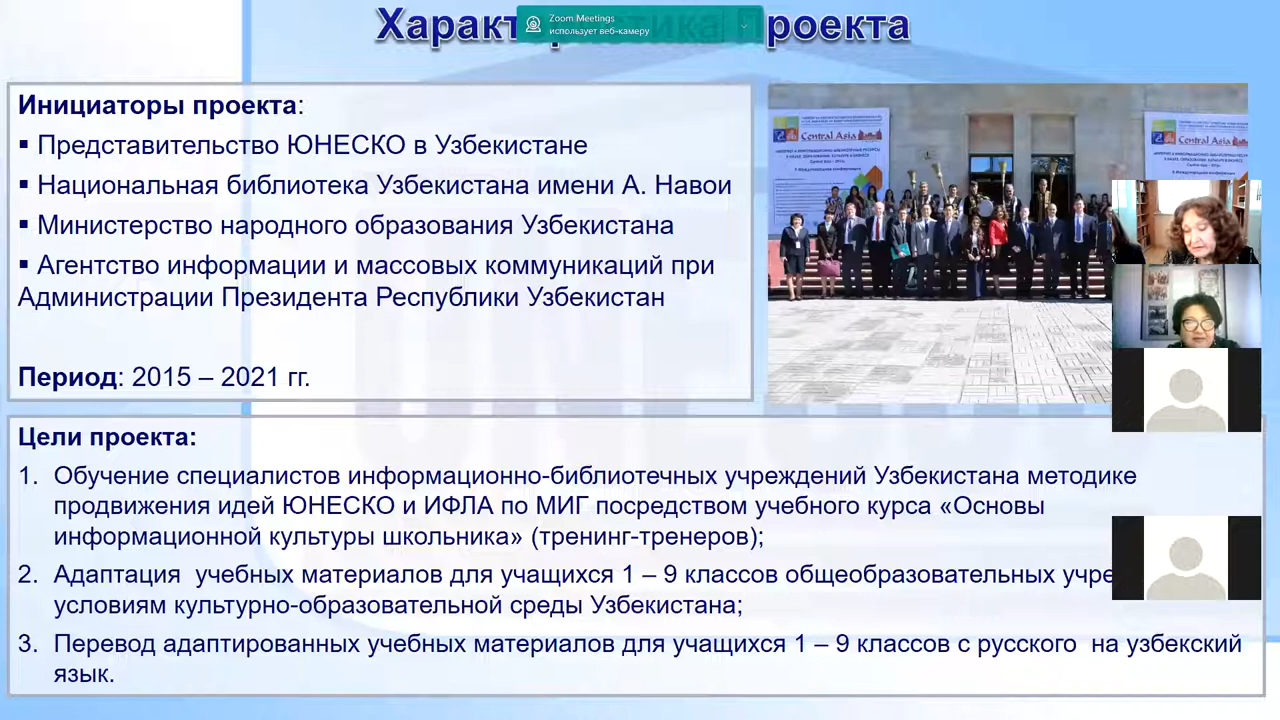 Zoom Meetings
использует веб-камеру
проекта
Инициаторы проекта:
▪ Представительство ЮНЕСКО в Узбекистане
▪ Национальная библиотека Узбекистана имени А. Навои
▪ Министерство народного образования Узбекистана
▪ Агентство информации и массовых коммуникаций при
Администрации Президента Республики Узбекистан
Период: 2015 – 2021 гг.
Central Asia
Central Asia
Цели проекта:
1. Обучение специалистов информационно-библиотечных учреждений Узбекистана методике
продвижения идей ЮНЕСКО и ИФЛА по МИГ посредством учебного курса «Основы
информационной культуры школьника» (тренинг-тренеров);
2. Адаптация учебных материалов для учащихся 1 – 9 классов общеобразовательных учре
условиям культурно-образовательной среды Узбекистана;
3. Перевод адаптированных учебных материалов для учащихся 1 – 9 классов с русского на узбекский
язык.